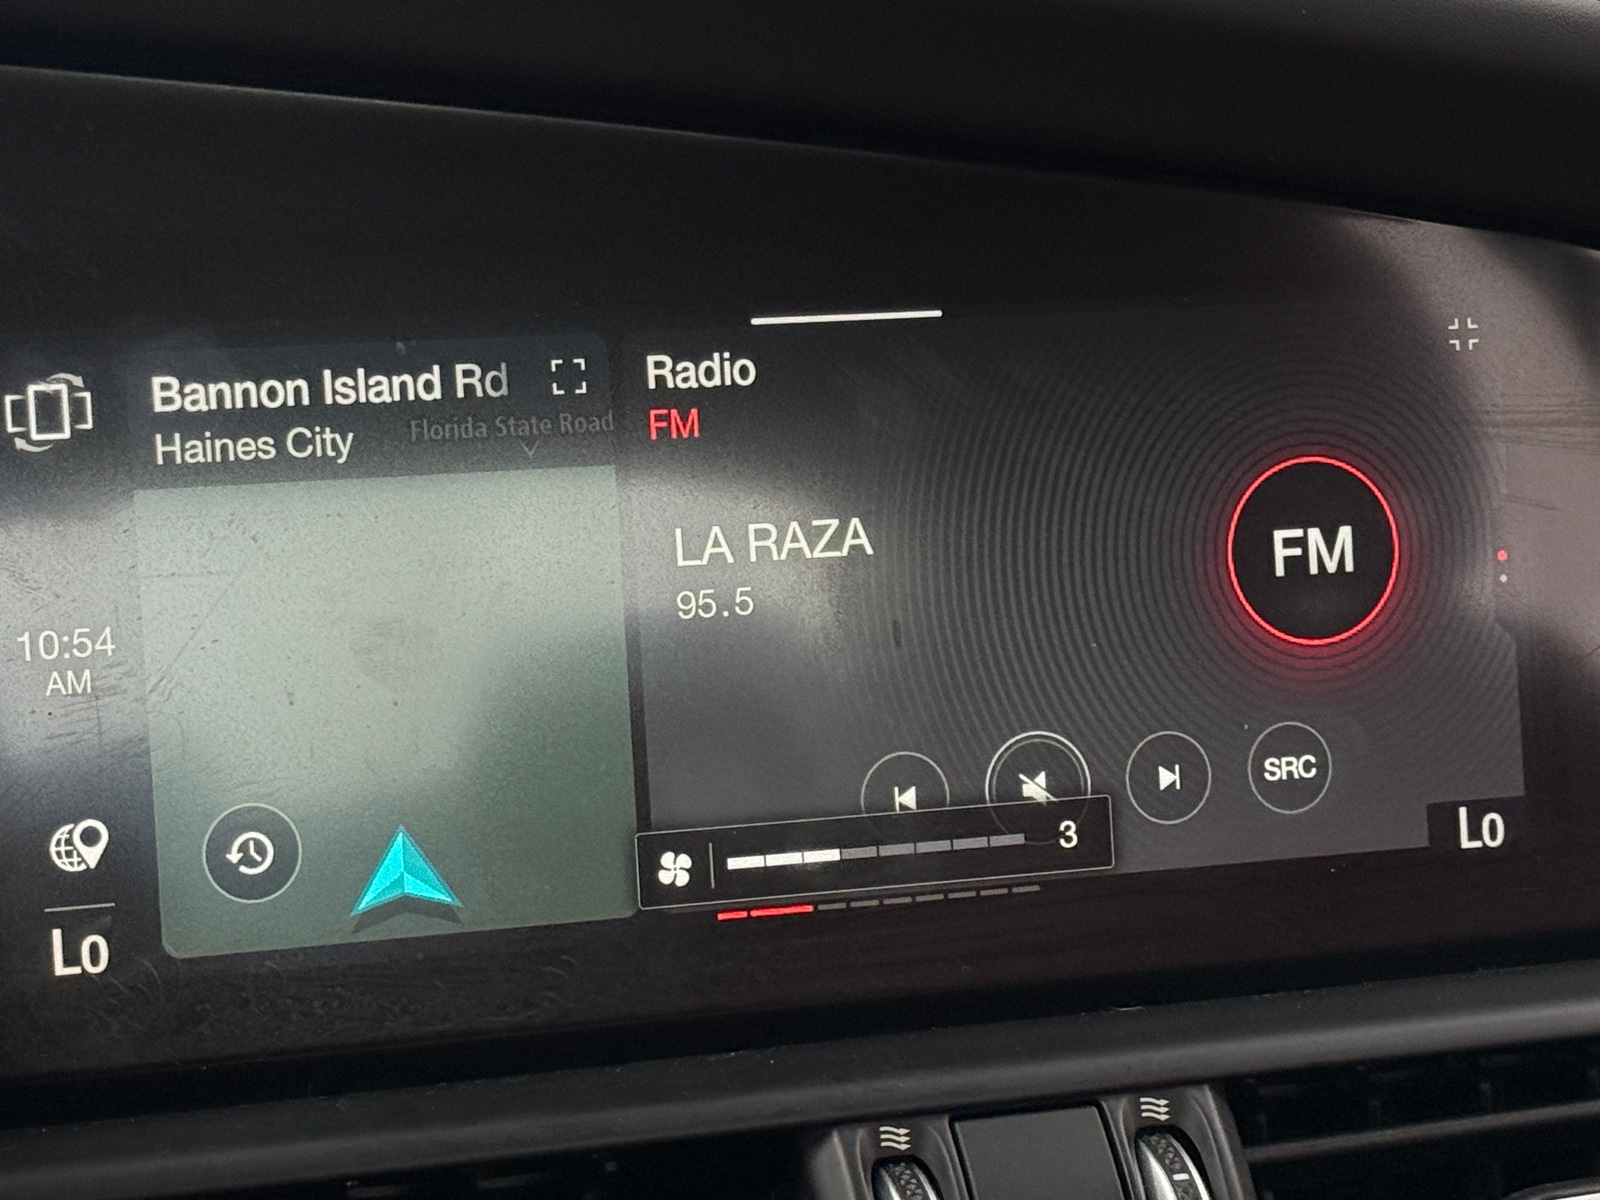 Bannon Island Rd
Haines City
Florida State Road
10:54
AM
Lo
Radio
FM
LA RAZA
95.5
FM
SRC
3
Lo